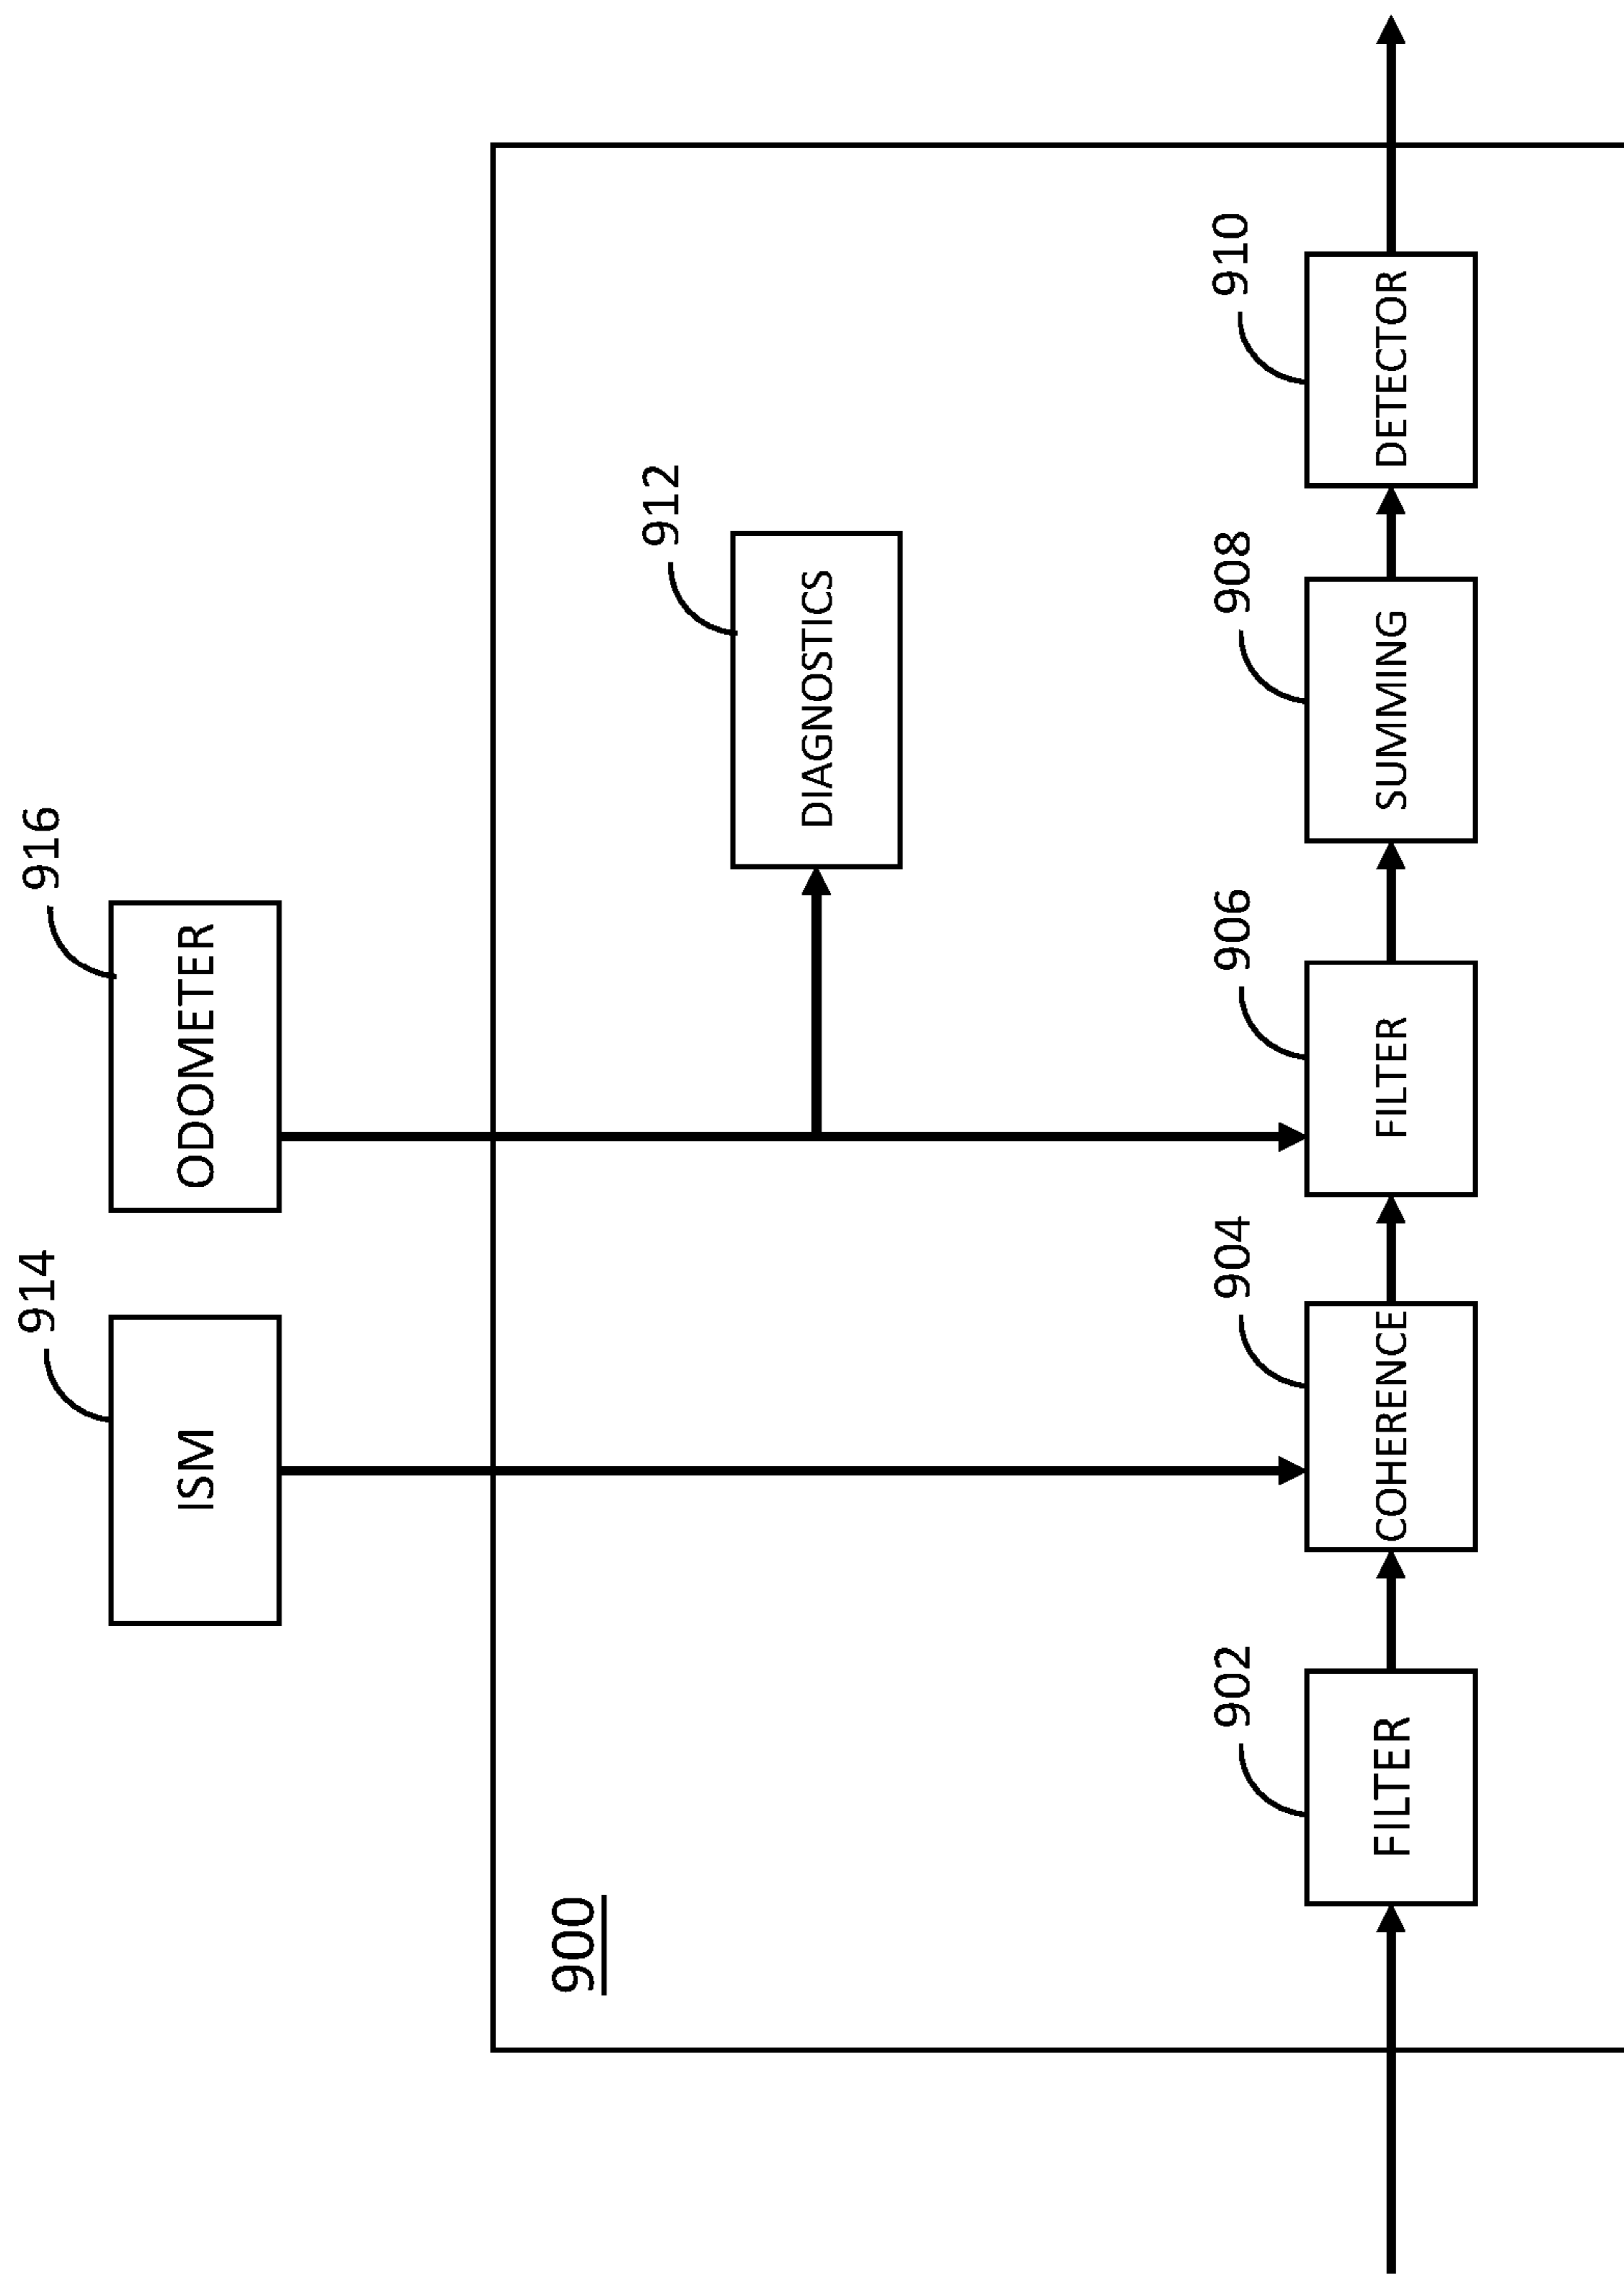 914
ISM
916
ODOMETER
900
912
DIAGNOSTICS
902
FILTER
904
COHERENCE
906
FILTER
908
SUMMING
910
DETECTOR